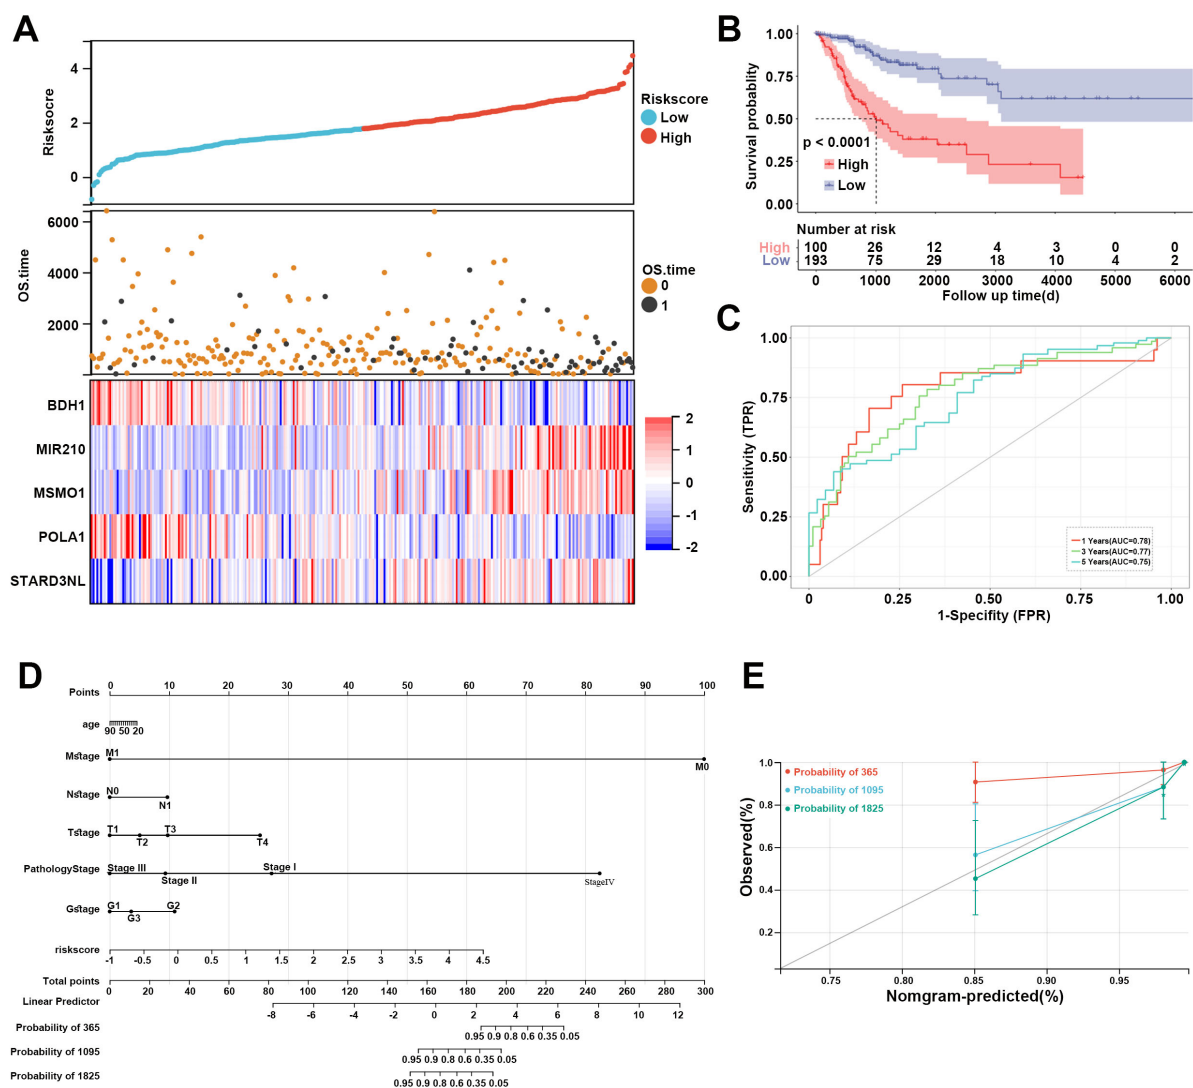 A
Riskscore
4
2
0
Riskscore
Low
High
OS.time
6000
4000
2000
OS.time
0
1
BDH1
MIR210
MSMO1
POLA1
STARD3NL
2
1
0
-1
-2
B
Survival probablity
1.00
0.75
0.50
0.25
0.00
p < 0.0001
High
Low
Number at risk
High 100 26 12 4 3 0 0
Low 193 75 29 18 10 4 2
0 1000 2000 3000 4000 5000 6000
Follow up time(d)
C
Sensitivity (TPR)
1.00
0.75
0.50
0.25
0.00
1 Years(AUC=0.78)
3 Years(AUC=0.77)
5 Years(AUC=0.75)
0 0.25 0.50 0.75 1.00
1-Specifity (FPR)
D
Points
0 10 20 30 40 50 60 70 80 90 100
age
90 50 20
Mstage
M1
M0
Nstage
N0
N1
Tstage
T1 T3
T2 T4
PathologyStage
Stage III Stage I
Stage II StageIV
Gstage
G1 G2
G3
riskscore
-1 -0.5 0 0.5 1 1.5 2 2.5 3 3.5 4 4.5
Total points
0 20 40 60 80 100 120 140 160 180 200 220 240 260 280 300
Linear Predictor
-8 -6 -4 -2 0 2 4 6 8 10 12
Probability of 365
0.95 0.9 0.8 0.6 0.35 0.05
Probability of 1095
0.95 0.9 0.8 0.6 0.35 0.05
Probability of 1825
0.95 0.9 0.8 0.6 0.35 0.05
E
Observed(%)
1.0
0.8
0.6
0.4
0.2
Probability of 365
Probability of 1095
Probability of 1825
0.75 0.80 0.85 0.90 0.95
Nomgram-predicted(%)